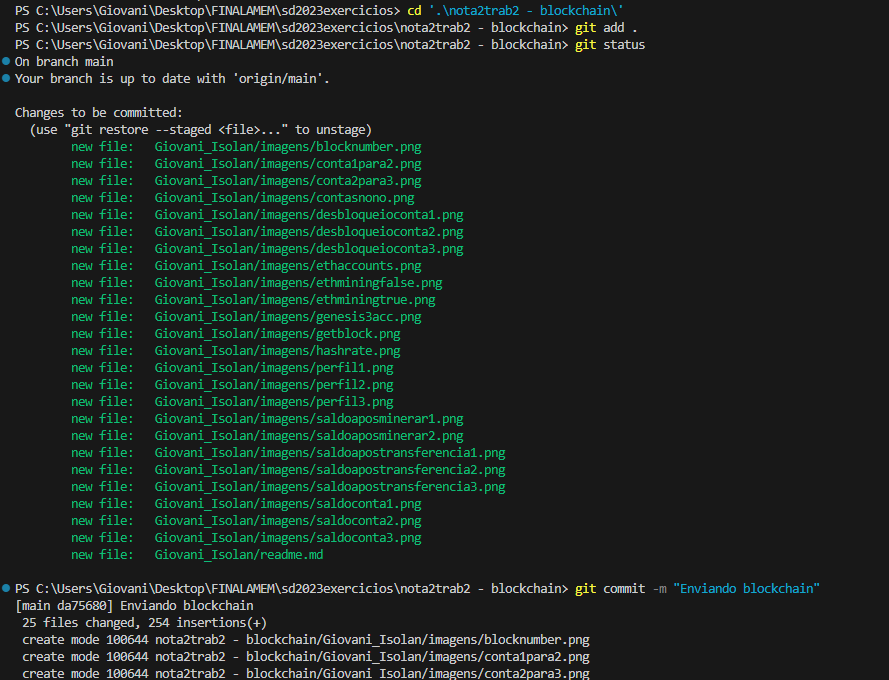 PS C:\Users\Giovani\Desktop\FINALAMEM\sd2023exercicios> cd '.\nota2trab2 - blockchain\'
PS C:\Users\Giovani\Desktop\FINALAMEM\sd2023exercicios\nota2trab2 - blockchain> git add .
PS C:\Users\Giovani\Desktop\FINALAMEM\sd2023exercicios\nota2trab2 - blockchain> git status
On branch main
Your branch is up to date with 'origin/main'.
Changes to be committed:
(use "git restore --staged <file>..." to unstage)
new file: Giovani_Isolan/imagens/blocknumber.png
new file: Giovani_Isolan/imagens/conta1para2.png
new file: Giovani_Isolan/imagens/conta2para3.png
new file: Giovani_Isolan/imagens/contasnono.png
new file: Giovani_Isolan/imagens/desbloqueioconta1.png
new file: Giovani_Isolan/imagens/desbloqueioconta2.png
new file: Giovani_Isolan/imagens/desbloqueioconta3.png
new file: Giovani_Isolan/imagens/ethaccounts.png
new file: Giovani_Isolan/imagens/ethminingfalse.png
new file: Giovani_Isolan/imagens/ethminingtrue.png
new file: Giovani_Isolan/imagens/genesis3acc.png
new file: Giovani_Isolan/imagens/getblock.png
new file: Giovani_Isolan/imagens/hashrate.png
new file: Giovani_Isolan/imagens/perfil1.png
new file: Giovani_Isolan/imagens/perfil2.png
new file: Giovani_Isolan/imagens/perfil3.png
new file: Giovani_Isolan/imagens/saldoaposminerar1.png
new file: Giovani_Isolan/imagens/saldoaposminerar2.png
new file: Giovani_Isolan/imagens/saldoapostransferencia1.png
new file: Giovani_Isolan/imagens/saldoapostransferencia2.png
new file: Giovani_Isolan/imagens/saldoapostransferencia3.png
new file: Giovani_Isolan/imagens/saldoconta1.png
new file: Giovani_Isolan/imagens/saldoconta2.png
new file: Giovani_Isolan/imagens/saldoconta3.png
new file: Giovani_Isolan/readme.md
PS C:\Users\Giovani\Desktop\FINALAMEM\sd2023exercicios\nota2trab2 - blockchain> git commit -m "Enviando blockchain"
[main da75680] Enviando blockchain
25 files changed, 254 insertions(+)
create mode 100644 nota2trab2 - blockchain/Giovani_Isolan/imagens/blocknumber.png
create mode 100644 nota2trab2 - blockchain/Giovani_Isolan/imagens/conta1para2.png
create mode 100644 nota2trab2 - blockchain/Giovani_Isolan/imagens/conta2para3.png